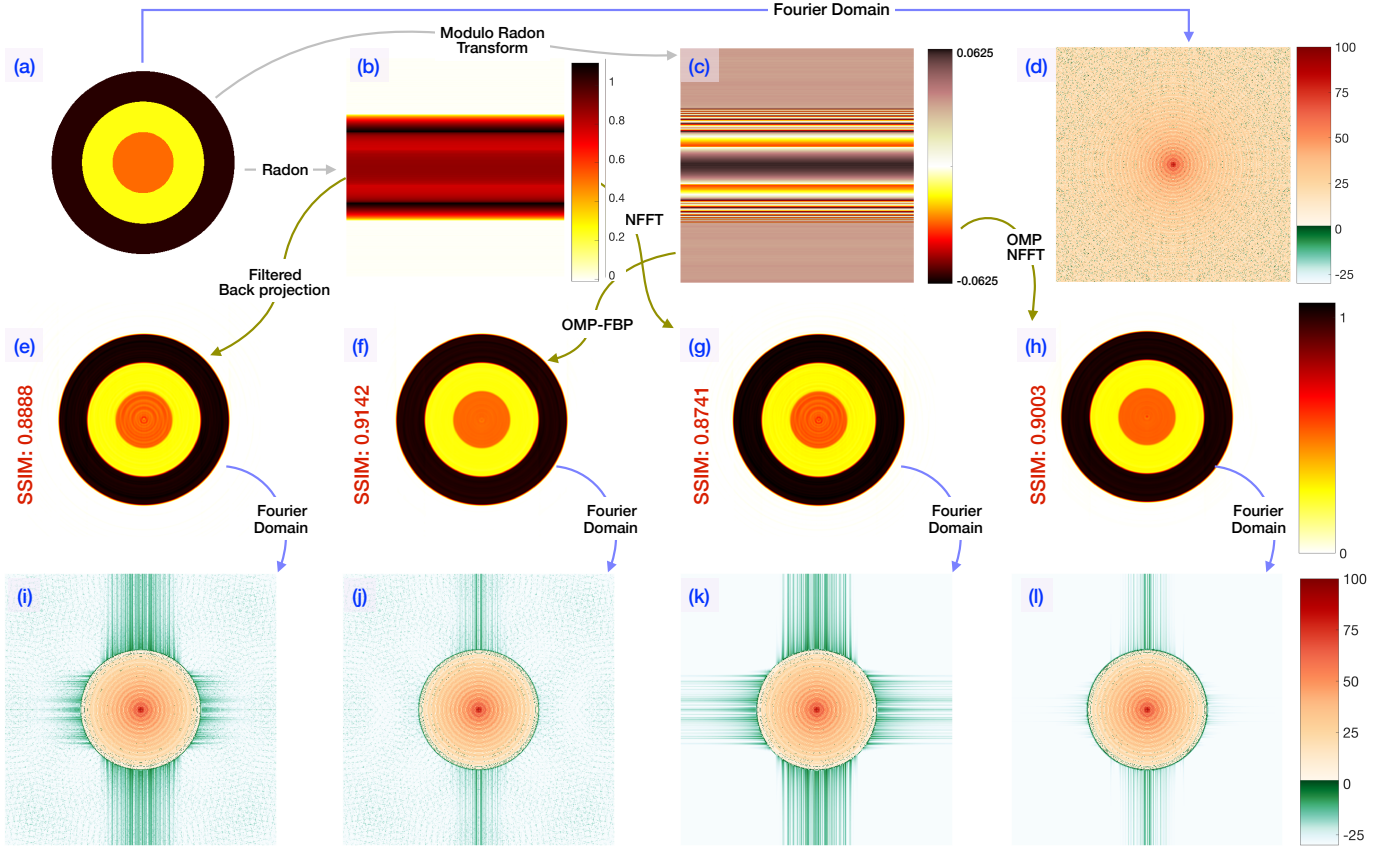 Fourier Domain
Modulo Radon
Transform
(a)
(b)
(c)
(d)
1
0.8
0.6
0.4
0.2
0
0.0625
-0.0625
100
75
50
25
0
-25
Radon
NFFT
OMP
NFFT
Filtered
Back projection
OMP-FBP
(e)
(f)
(g)
(h)
SSIM: 0.8888
SSIM: 0.9142
SSIM: 0.8741
SSIM: 0.9003
1
0
Fourier
Domain
Fourier
Domain
Fourier
Domain
Fourier
Domain
(i)
(j)
(k)
(l)
100
75
50
25
0
-25